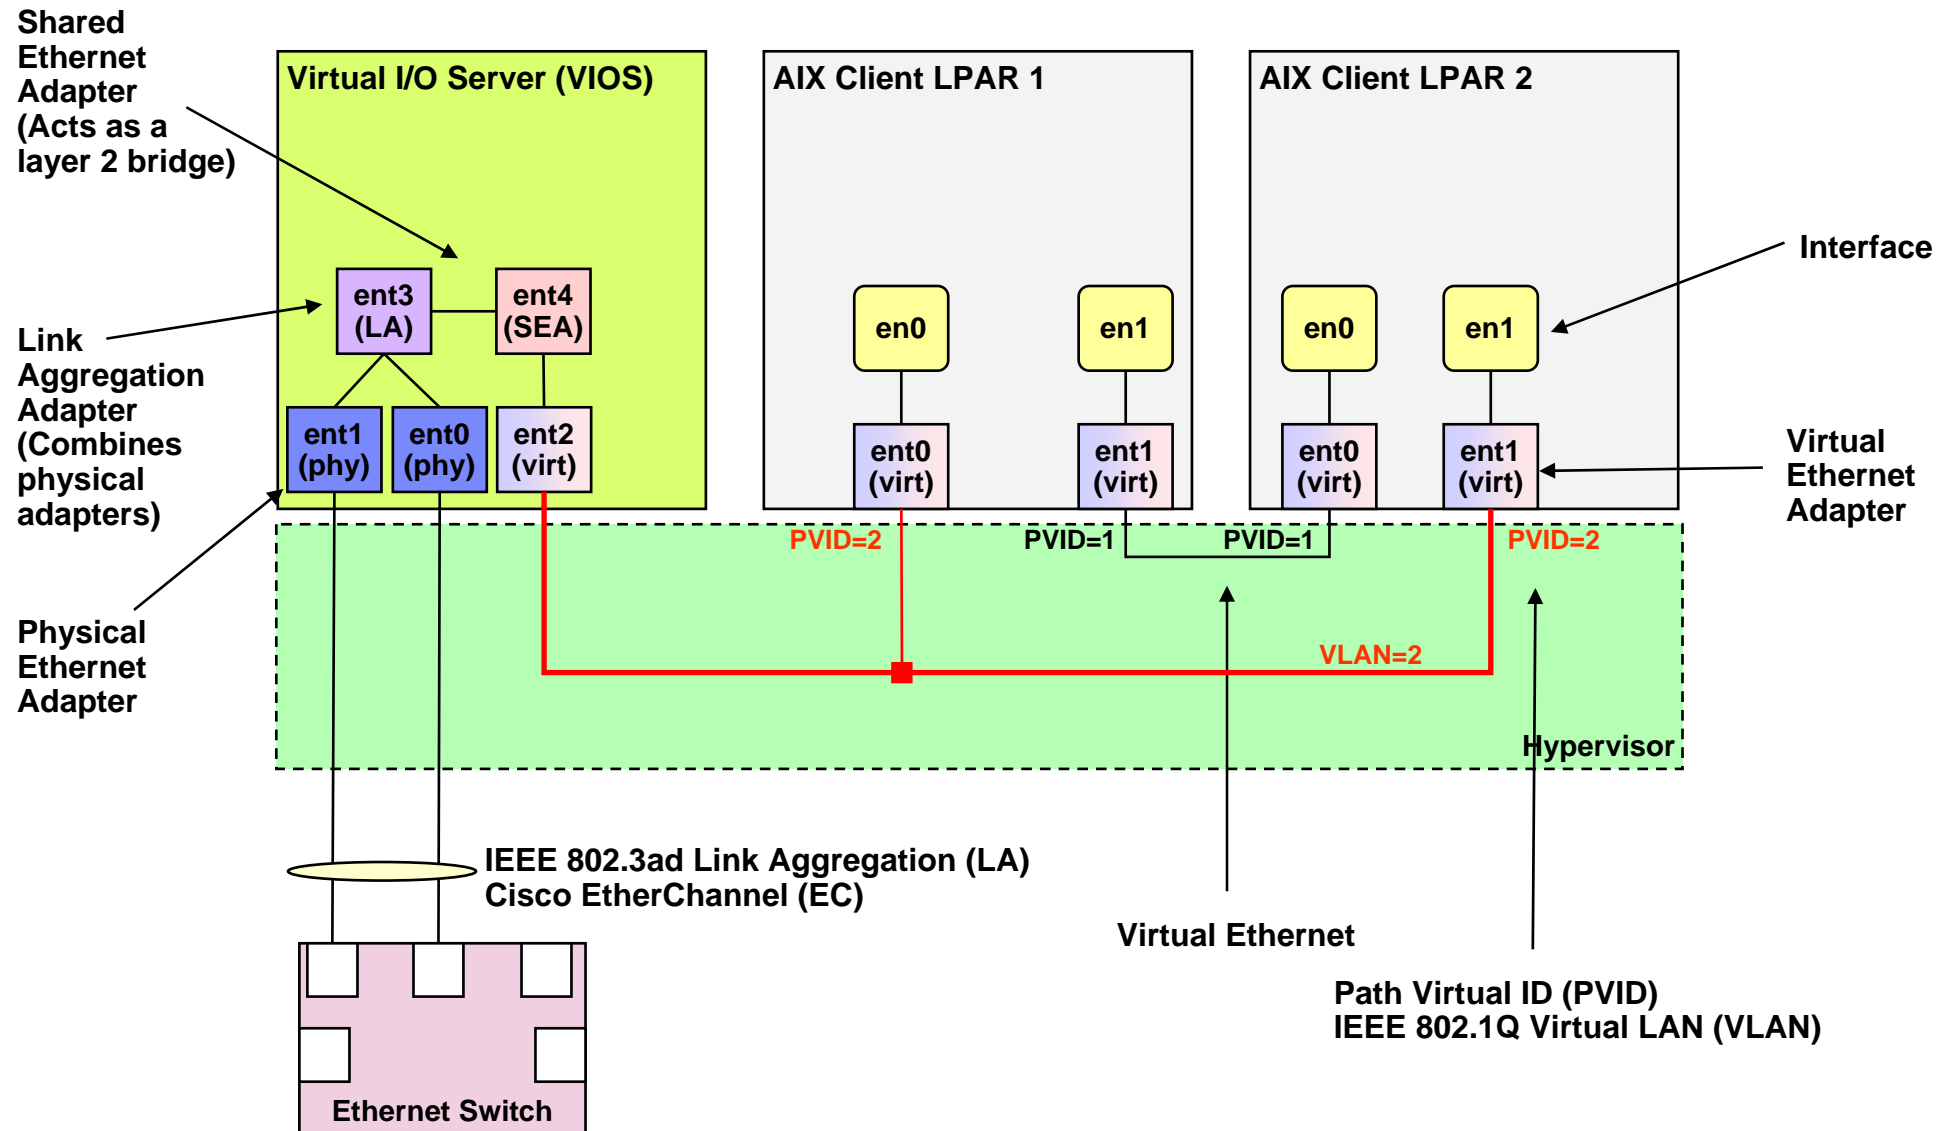 Shared
Ethernet
Adapter
(Acts as a
layer 2 bridge)
Virtual I/O Server (VIOS)
AIX Client LPAR 1
AIX Client LPAR 2
Interface
ent3
(LA)
ent4
(SEA)
en0
en1
en0
en1
Link
Aggregation
Adapter
(Combines
physical
adapters)
ent1
(phy)
ent0
(phy)
ent2
(virt)
ent0
(virt)
ent1
(virt)
ent0
(virt)
ent1
(virt)
Virtual
Ethernet
Adapter
PVID=2
PVID=1
PVID=1
PVID=2
Physical
Ethernet
Adapter
VLAN=2
Hypervisor
IEEE 802.3ad Link Aggregation (LA)
Cisco EtherChannel (EC)
Virtual Ethernet
Path Virtual ID (PVID)
IEEE 802.1Q Virtual LAN (VLAN)
Ethernet Switch